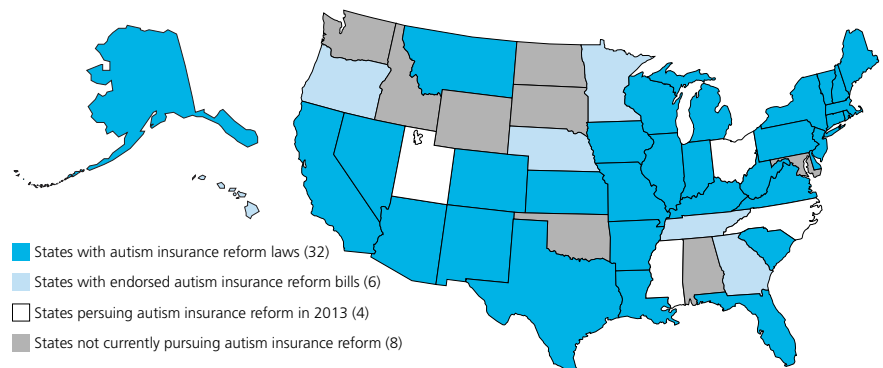 States with autism insurance reform laws (32)
States with endorsed autism insurance reform bills (6)
States persuing autism insurance reform in 2013 (4)
States not currently pursuing autism insurance reform (8)